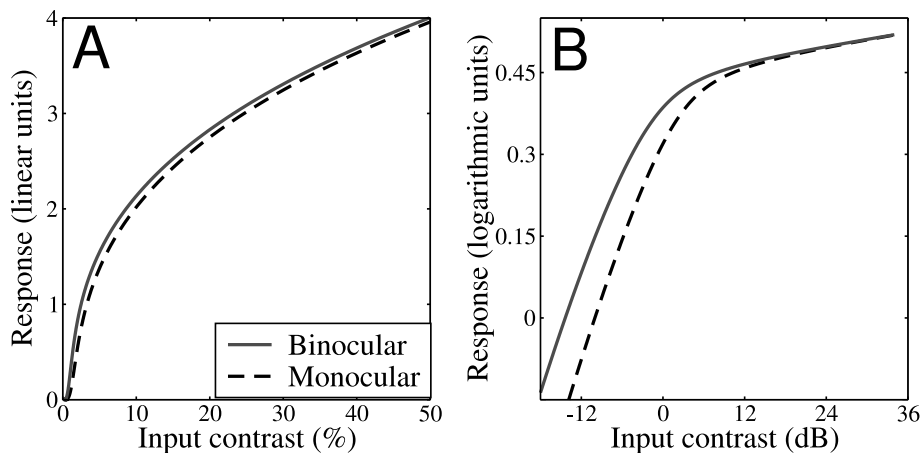 A
Response (linear units)
4
3
2
1
0
0
10
20
30
40
50
Input contrast (%)
Binocular
Monocular
B
Response (logarithmic units)
0.45
0.3
0.15
0
-12
0
12
24
36
Input contrast (dB)